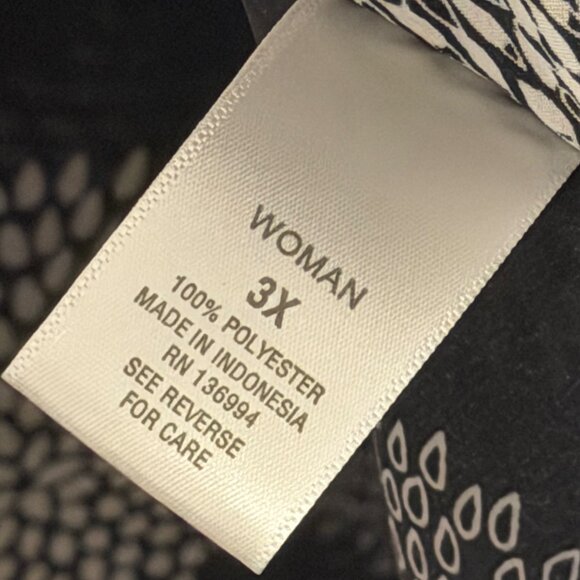 WOMAN
3X
100% POLYESTER
MADE IN INDONESIA
RN 136994
SEE REVERSE
FOR CARE